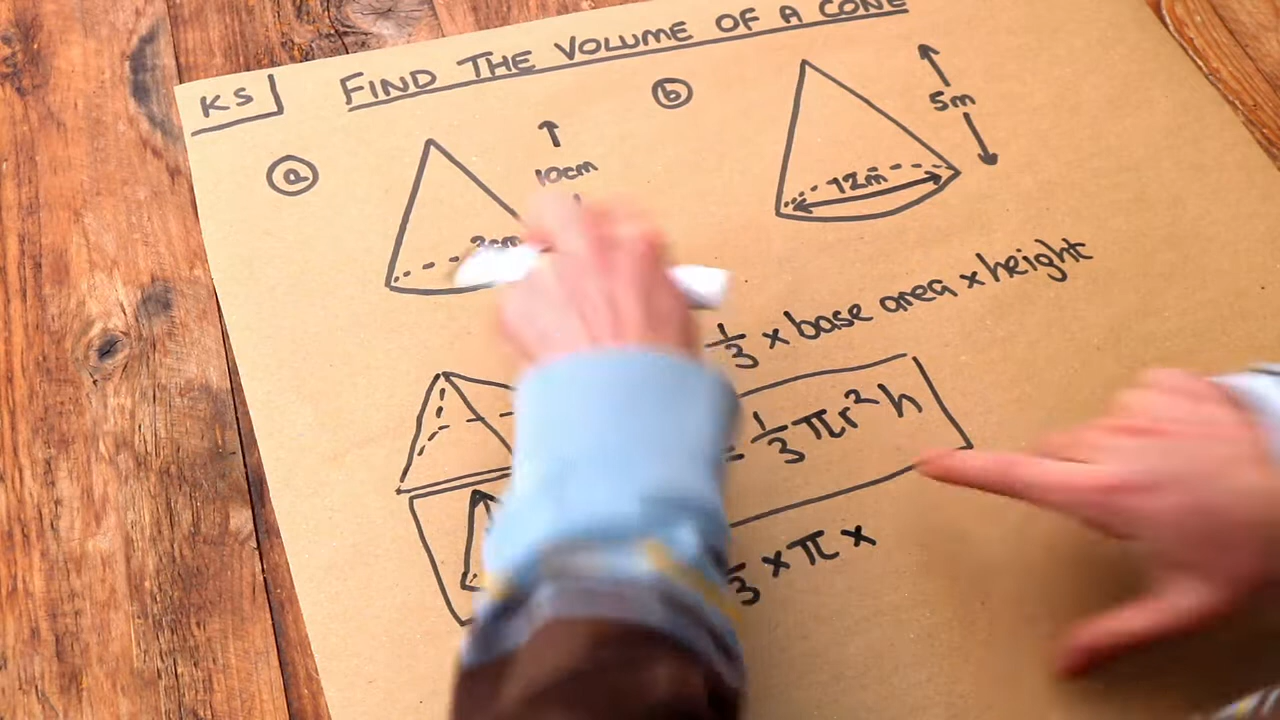 KS
FIND THE VOLUME OF A CONE
a
10cm
b
5m
12m
1/3 × base area × height
= 1/3 πr²h
3 × π ×